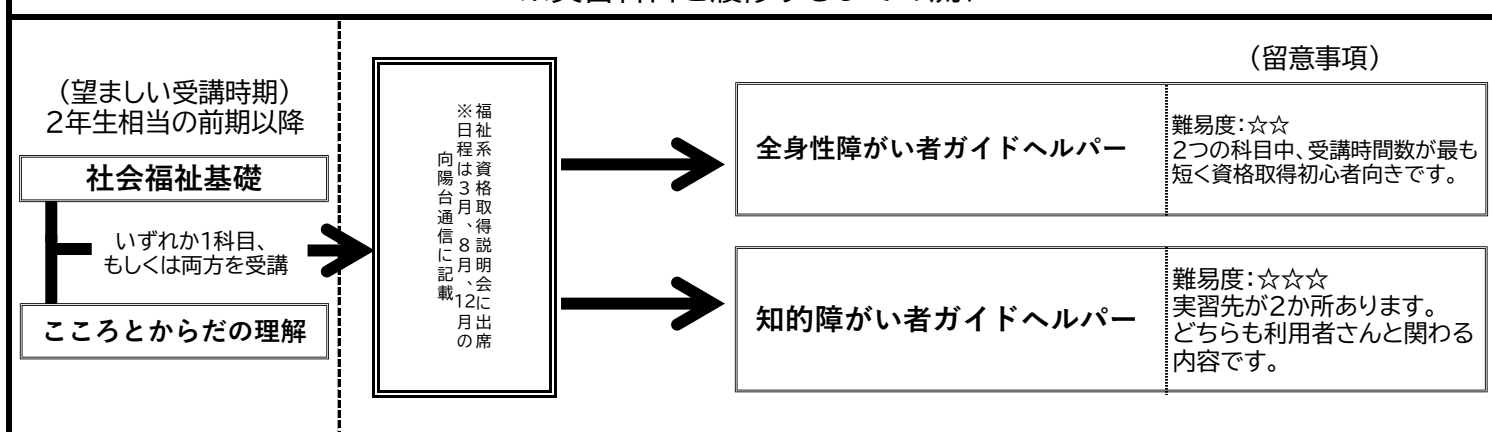 （望ましい受講時期）
2年生相当の前期以降
社会福祉基礎
いずれか1科目、
もしくは両方を受講
こころとからだの理解
福祉系資格取得説明会に出席
※日程は3月、8月、12月の
向陽台通信に記載
（留意事項）
全身性障がい者ガイドヘルパー
難易度：☆☆
2つの科目中、受講時間数が最も
短く資格取得初心者向きです。
知的障がい者ガイドヘルパー
難易度：☆☆☆
実習先が2か所あります。
どちらも利用者さんと関わる
内容です。